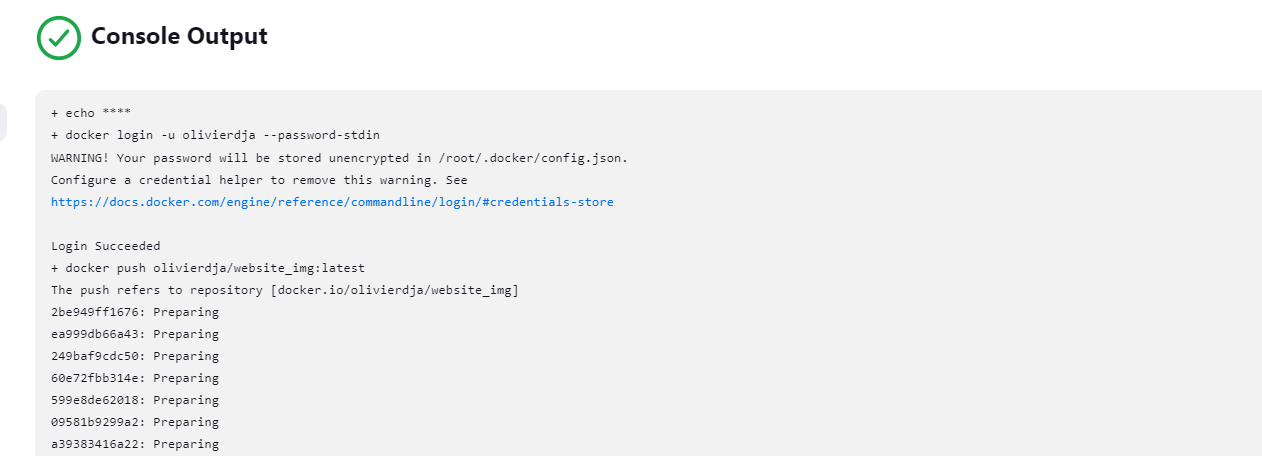 Console Output
+ echo ****
+ docker login -u olivierdja --password-stdin
WARNING! Your password will be stored unencrypted in /root/.docker/config.json.
Configure a credential helper to remove this warning. See
https://docs.docker.com/engine/reference/commandline/login/#credentials-store
Login Succeeded
+ docker push olivierdja/website_img:latest
The push refers to repository [docker.io/olivierdja/website_img]
2be949ff1676: Preparing
ea999db66a43: Preparing
249baf9cdc50: Preparing
60e72fbb314e: Preparing
599e8de62018: Preparing
09581b9299a2: Preparing
a39383416a22: Preparing